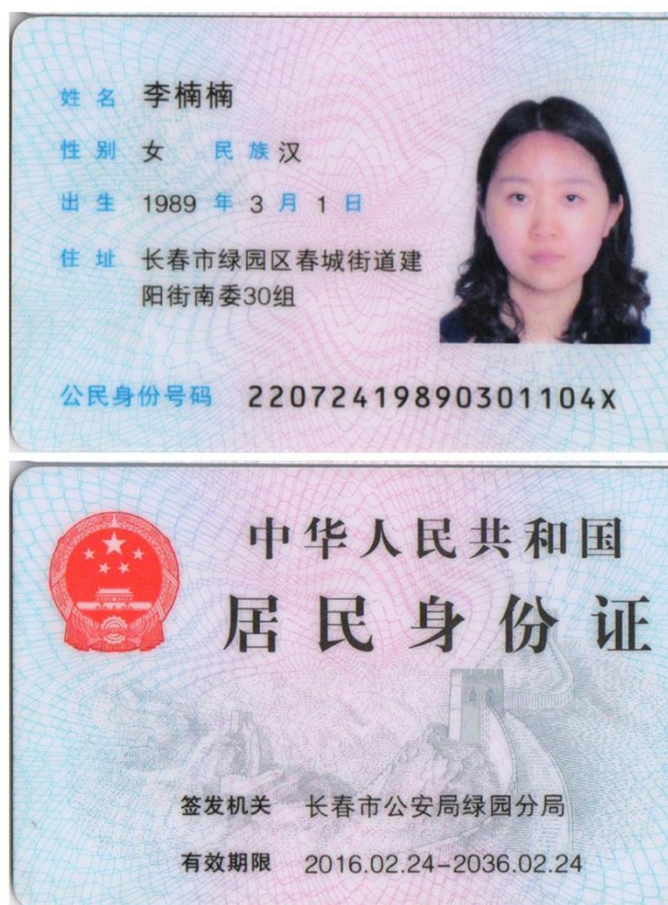 姓名 李楠楠
性别 女 民族 汉
出生 1989 年 3 月 1 日
住址 长春市绿园区春城街道建
阳街南委30组
公民身份号码 22072419890301104X
中华人民共和国
居民身份证
签发机关 长春市公安局绿园分局
有效期限 2016.02.24-2036.02.24